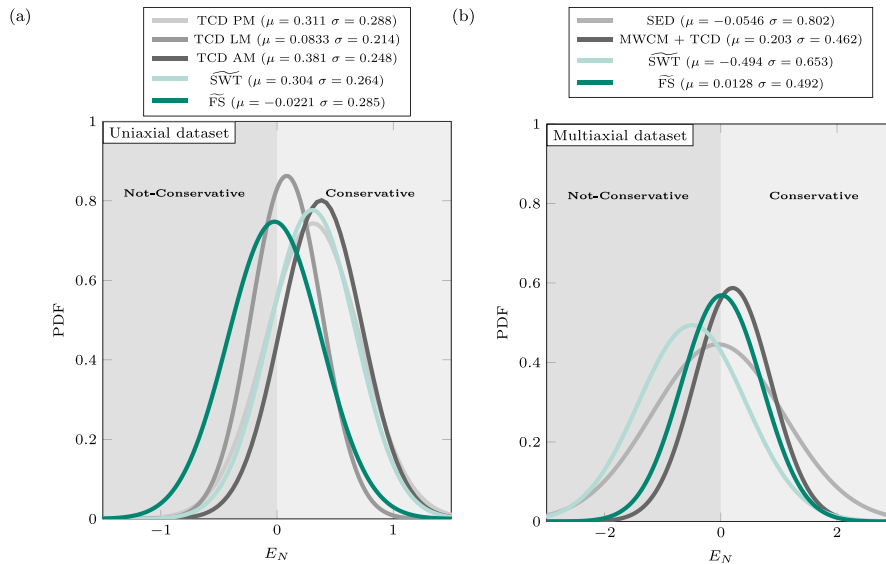 (a)
TCD PM (μ = 0.311 σ = 0.288)
TCD LM (μ = 0.0833 σ = 0.214)
TCD AM (μ = 0.381 σ = 0.248)
S͠W͠T͠ (μ = 0.304 σ = 0.264)
F͠S͠ (μ = −0.0221 σ = 0.285)
Uniaxial dataset
Not-Conservative
Conservative
PDF
1
0.8
0.6
0.4
0.2
0
−1
0
1
E_N
(b)
SED (μ = −0.0546 σ = 0.802)
MWCM + TCD (μ = 0.203 σ = 0.462)
S͠W͠T͠ (μ = −0.494 σ = 0.653)
F͠S͠ (μ = 0.0128 σ = 0.492)
Multiaxial dataset
Not-Conservative
Conservative
PDF
1
0.8
0.6
0.4
0.2
0
−2
0
2
E_N